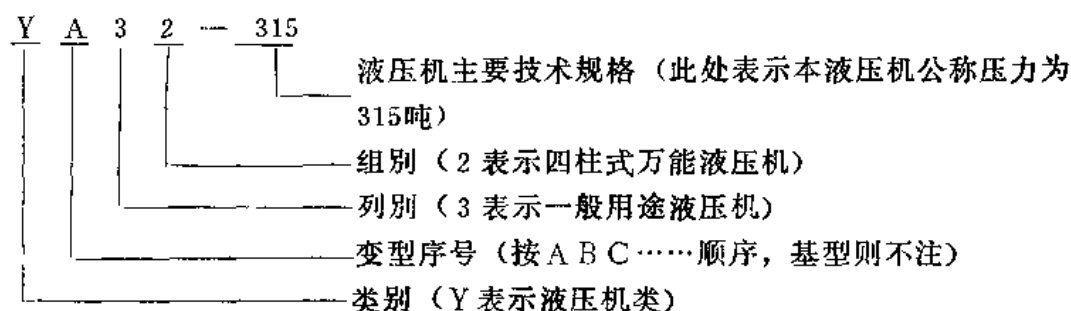 Y A 3 2 — 315
液压机主要技术规格（此处表示本液压机公称压力为
315吨）
组别（2 表示四柱式万能液压机）
列别（3 表示一般用途液压机）
变型序号（按A B C……顺序，基型则不注）
类别（Y 表示液压机类）